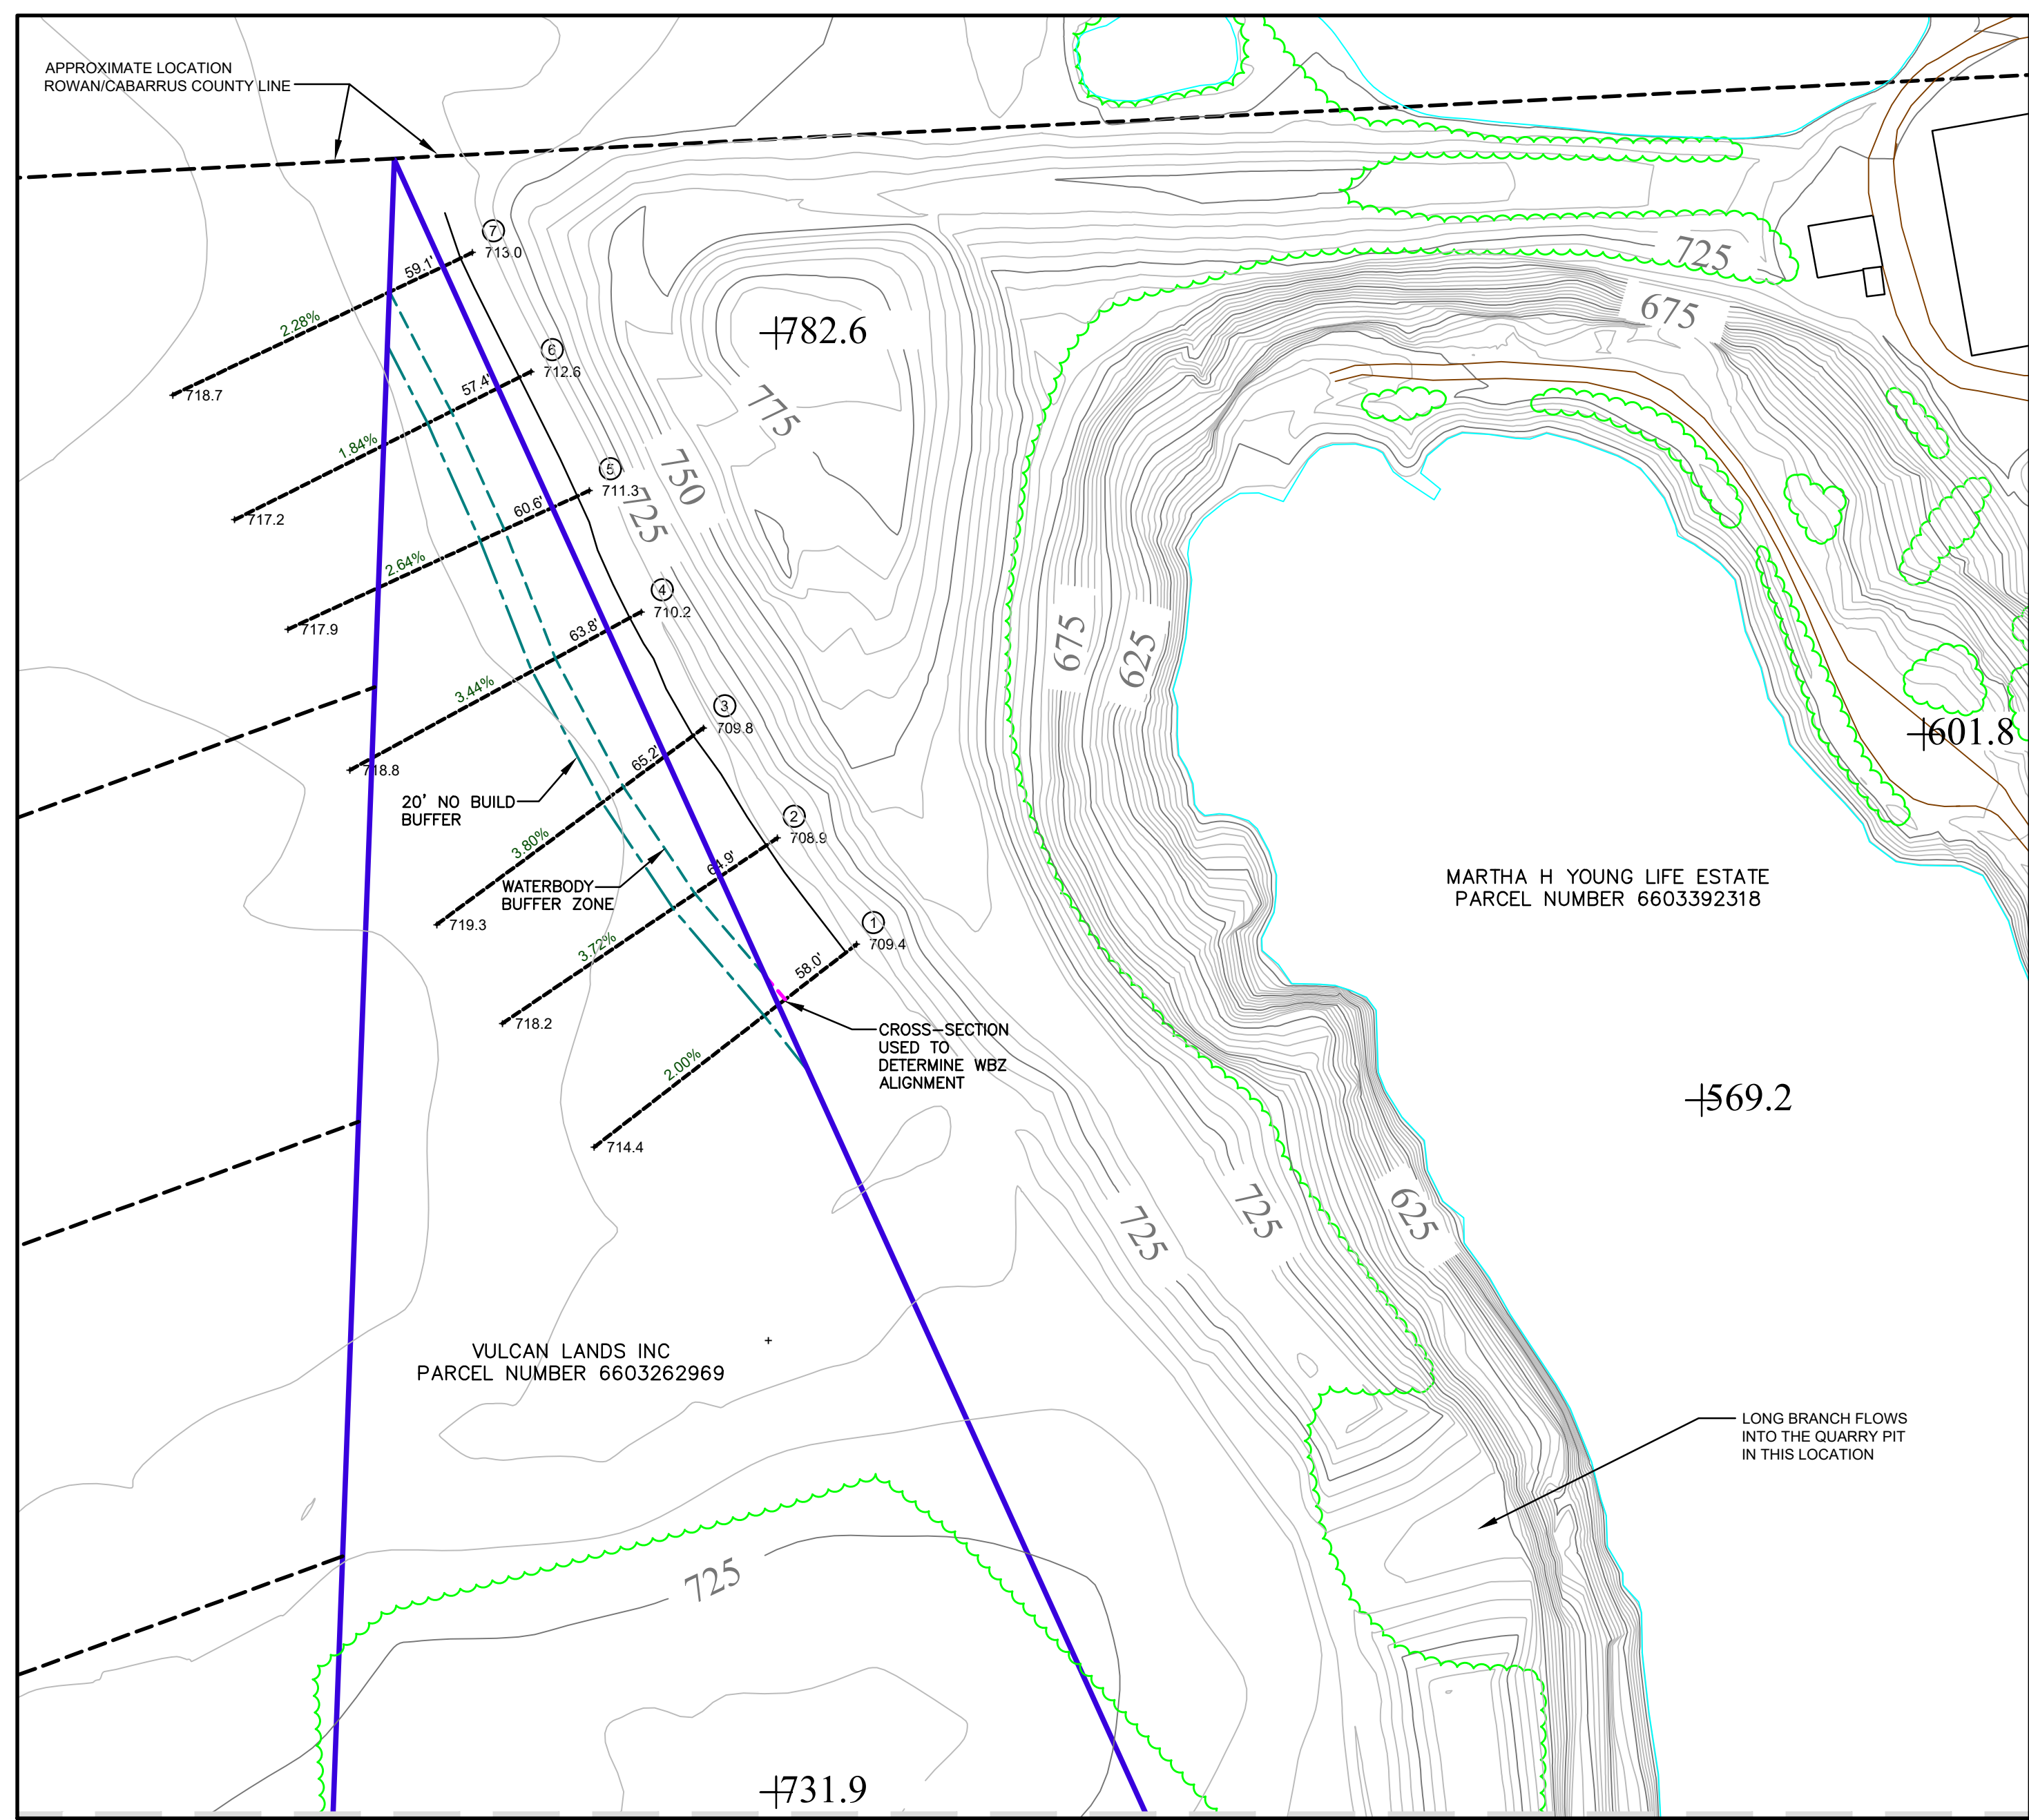 APPROXIMATE LOCATION
ROWAN/CABARRUS COUNTY LINE
725
675
782.6
775
750
725
675
625
601.8
569.2
7
713.0
59.1'
2.28%
718.7
6
712.6
57.4'
1.84%
717.2
5
711.3
60.6'
2.64%
717.9
4
710.2
63.8'
3.44%
718.8
3
709.8
65.2'
3.80%
719.3
2
708.9
64.9'
3.72%
718.2
1
709.4
58.0'
2.00%
714.4
20' NO BUILD
BUFFER
WATERBODY
BUFFER ZONE
CROSS-SECTION
USED TO
DETERMINE WBZ
ALIGNMENT
MARTHA H YOUNG LIFE ESTATE
PARCEL NUMBER 6603392318
725
725
625
VULCAN LANDS INC
PARCEL NUMBER 6603262969
LONG BRANCH FLOWS
INTO THE QUARRY PIT
IN THIS LOCATION
725
731.9